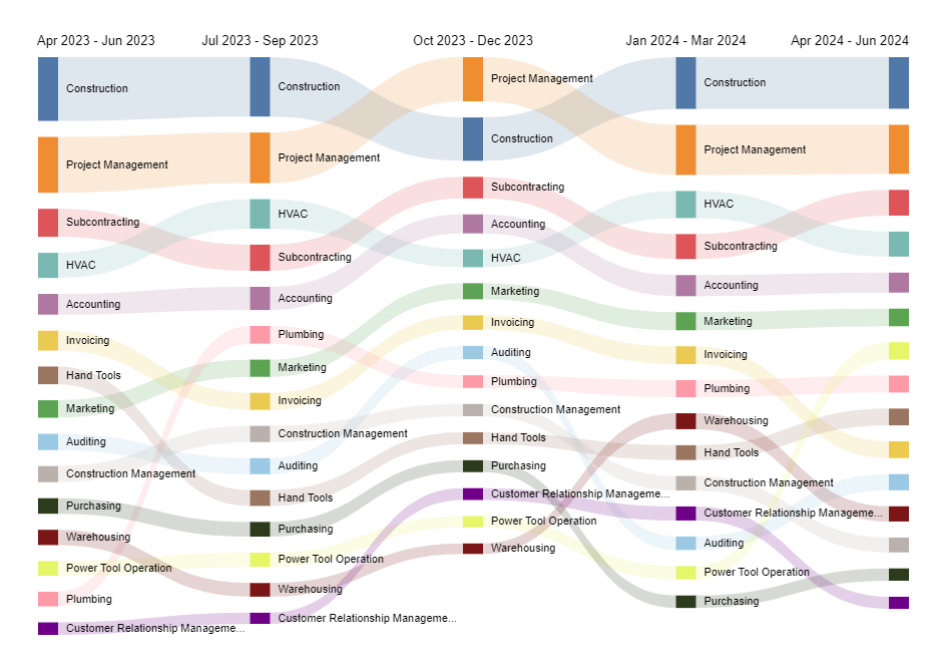 Apr 2023 - Jun 2023
Jul 2023 - Sep 2023
Oct 2023 - Dec 2023
Jan 2024 - Mar 2024
Apr 2024 - Jun 2024
Construction
Project Management
Subcontracting
HVAC
Accounting
Invoicing
Hand Tools
Marketing
Auditing
Construction Management
Purchasing
Warehousing
Power Tool Operation
Plumbing
Customer Relationship Manageme...
Construction
Project Management
HVAC
Subcontracting
Accounting
Plumbing
Marketing
Invoicing
Construction Management
Auditing
Hand Tools
Purchasing
Power Tool Operation
Warehousing
Customer Relationship Manageme...
Project Management
Construction
Subcontracting
Accounting
HVAC
Marketing
Invoicing
Auditing
Plumbing
Construction Management
Hand Tools
Purchasing
Customer Relationship Manageme...
Power Tool Operation
Warehousing
Construction
Project Management
HVAC
Subcontracting
Accounting
Marketing
Invoicing
Plumbing
Warehousing
Hand Tools
Construction Management
Customer Relationship Manageme...
Auditing
Power Tool Operation
Purchasing